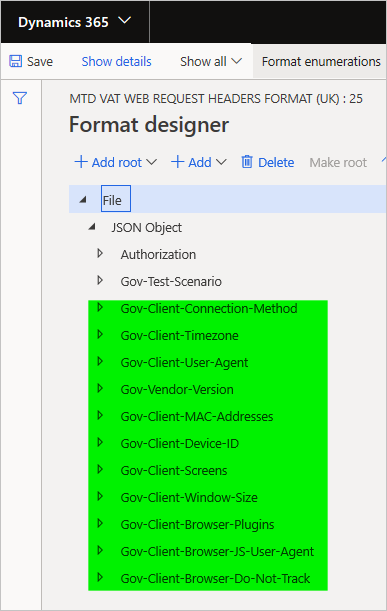 Dynamics 365
Save Show details Show all Format enumerations
MTD VAT WEB REQUEST HEADERS FORMAT (UK) : 25
Format designer
Add root Add Delete Make root
File
JSON Object
Authorization
Gov-Test-Scenario
Gov-Client-Connection-Method
Gov-Client-Timezone
Gov-Client-User-Agent
Gov-Vendor-Version
Gov-Client-MAC-Addresses
Gov-Client-Device-ID
Gov-Client-Screens
Gov-Client-Window-Size
Gov-Client-Browser-Plugins
Gov-Client-Browser-JS-User-Agent
Gov-Client-Browser-Do-Not-Track